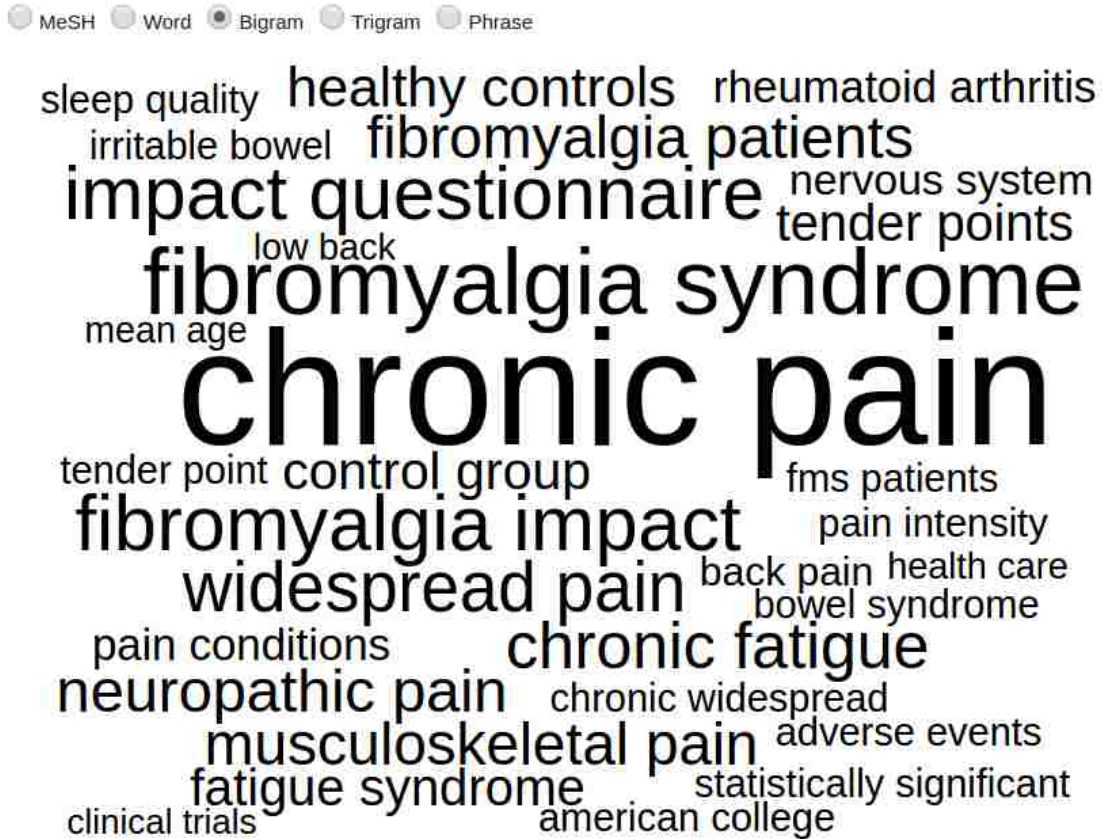 MeSH Word Bigram Trigram Phrase
sleep quality healthy controls rheumatoid arthritis
irritable bowel fibromyalgia patients
impact questionnaire nervous system
tender points
low back
fibromyalgia syndrome
mean age
chronic pain
tender point control group fms patients
fibromyalgia impact pain intensity
widespread pain back pain health care
bowel syndrome
pain conditions chronic fatigue
neuropathic pain chronic widespread
musculoskeletal pain adverse events
fatigue syndrome statistically significant
clinical trials american college